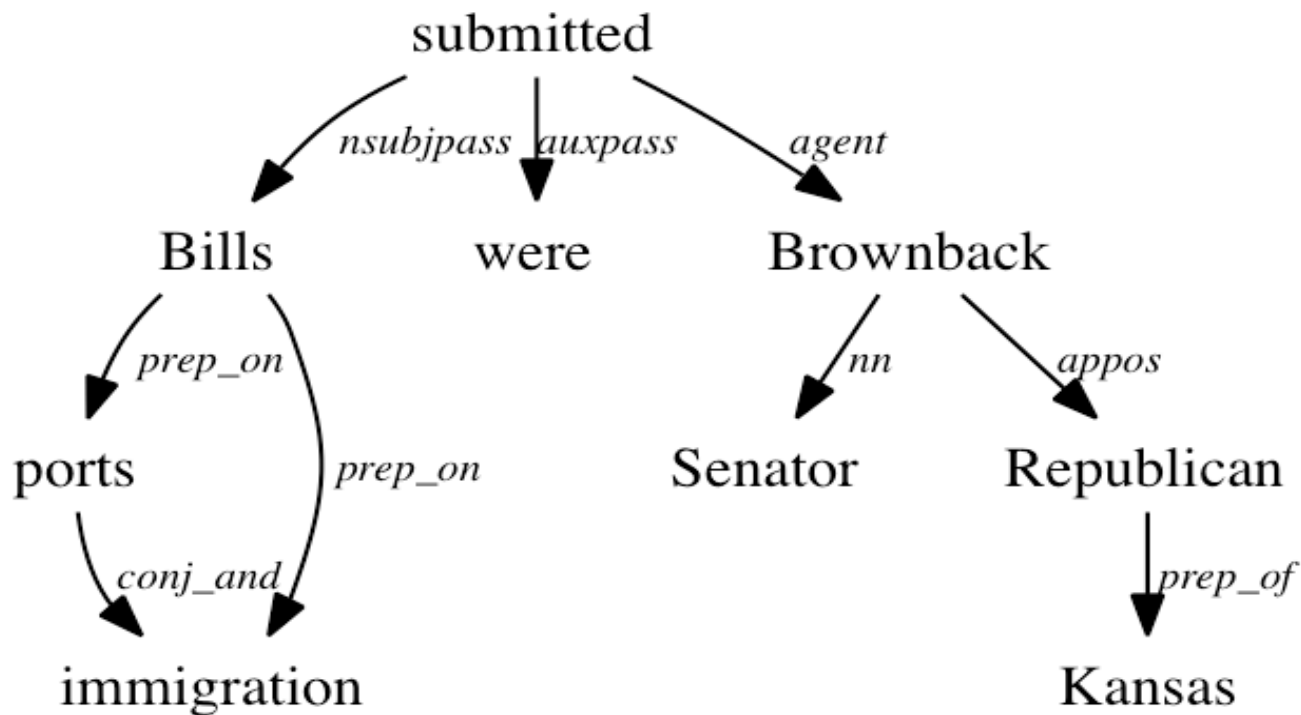 submitted
nsubjpass auxpass agent
Bills were Brownback
prep_on nn appos
ports prep_on Senator Republican
conj_and prep_of
immigration Kansas